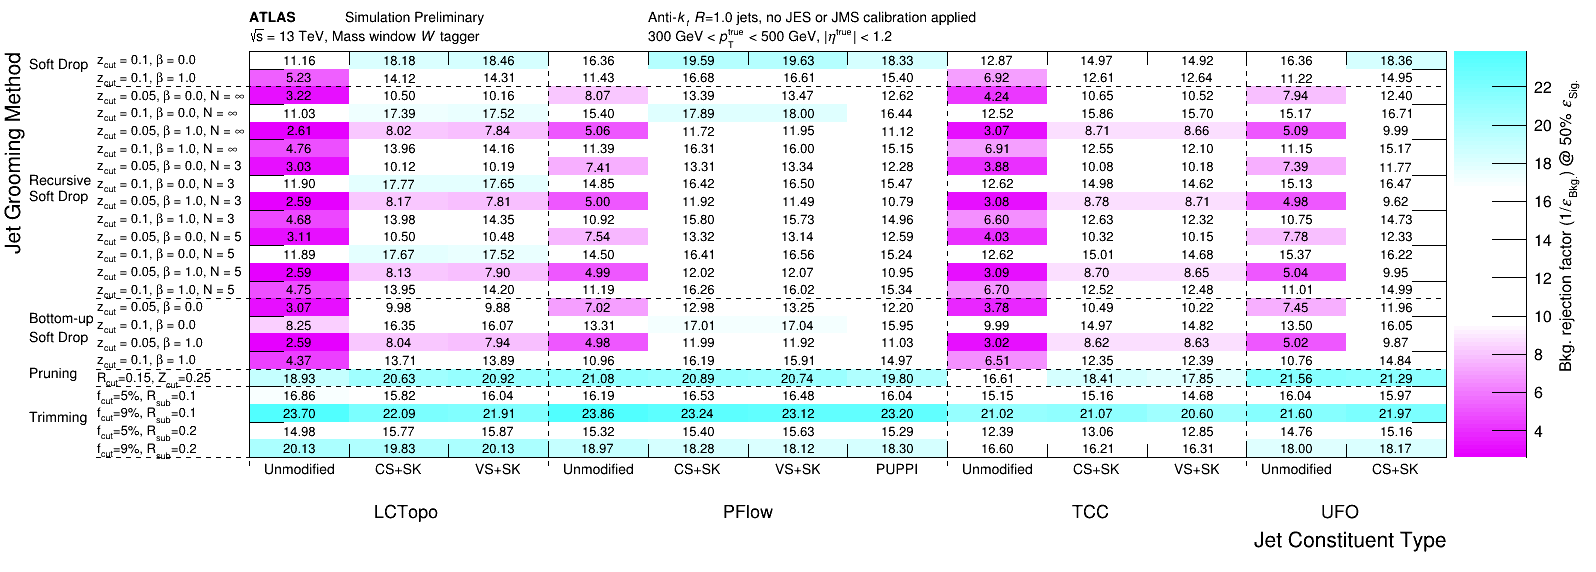 ATLAS Simulation Preliminary Anti-kt R=1.0 jets, no JES or JMS calibration applied
√s = 13 TeV, Mass window W tagger 300 GeV < pTtrue < 500 GeV, |ηtrue| < 1.2
Jet Grooming Method
Soft Drop
zcut = 0.1, β = 0.0 11.16 18.18 18.46 16.36 19.59 19.63 18.33 12.87 14.97 14.92 16.36 18.36
zcut = 0.1, β = 1.0 5.23 14.12 14.31 11.43 16.68 16.61 15.40 6.92 12.61 12.64 11.22 14.95
zcut = 0.05, β = 0.0, N = ∞ 3.22 10.50 10.16 8.07 13.39 13.47 12.62 4.24 10.65 10.52 7.94 12.40
zcut = 0.1, β = 0.0, N = ∞ 11.03 17.39 17.52 15.40 17.89 18.00 16.44 12.52 15.86 15.70 15.17 16.71
zcut = 0.05, β = 1.0, N = ∞ 2.61 8.02 7.84 5.06 11.72 11.95 11.12 3.07 8.71 8.66 5.09 9.99
zcut = 0.1, β = 1.0, N = ∞ 4.76 13.96 14.16 11.39 16.31 16.00 15.15 6.91 12.55 12.10 11.15 15.17
zcut = 0.05, β = 0.0, N = 3 3.03 10.12 10.19 7.41 13.31 13.34 12.28 3.88 10.08 10.18 7.39 11.77
Recursive
Soft Drop
zcut = 0.1, β = 0.0, N = 3 11.90 17.77 17.65 14.85 16.42 16.50 15.47 12.62 14.98 14.62 15.13 16.47
zcut = 0.05, β = 1.0, N = 3 2.59 8.17 7.81 5.00 11.92 11.49 11.29 3.08 8.78 8.71 4.98 9.62
zcut = 0.1, β = 1.0, N = 3 4.68 13.98 14.35 10.92 15.80 15.73 14.96 6.60 12.63 12.32 10.75 14.73
zcut = 0.05, β = 0.0, N = 5 3.11 10.50 10.48 7.54 13.32 13.14 12.59 4.03 10.32 10.15 7.78 12.33
zcut = 0.1, β = 0.0, N = 5 11.89 17.67 17.52 14.50 16.41 16.56 15.24 12.62 15.01 14.68 15.37 16.22
zcut = 0.05, β = 1.0, N = 5 2.59 8.13 7.90 4.99 12.02 12.07 10.95 3.09 8.70 8.65 5.04 9.95
zcut = 0.1, β = 1.0, N = 5 4.75 13.95 14.20 11.19 16.26 16.02 15.34 6.70 12.52 12.48 11.01 14.99
zcut = 0.05, β = 0.0 3.07 9.98 9.88 7.02 12.98 13.25 12.20 3.78 10.49 10.22 7.45 11.96
Bottom-up
Soft Drop
zcut = 0.1, β = 0.0 8.25 16.35 16.07 13.31 17.01 17.04 15.95 9.99 14.97 14.82 13.50 16.05
zcut = 0.05, β = 1.0 2.59 8.04 7.94 4.98 11.99 11.92 11.03 3.02 8.62 8.63 5.02 9.87
zcut = 0.1, β = 1.0 4.37 13.71 13.89 10.96 16.19 15.91 14.97 6.51 12.35 12.39 10.76 14.84
Pruning
Rcut=0.15, Zcut=0.25 18.93 20.63 20.92 21.08 20.89 20.74 19.80 16.61 18.41 17.85 21.56 21.29
fcut=5%, Rsub=0.1 16.86 15.82 16.04 16.19 16.53 16.48 16.04 15.15 15.16 14.68 16.04 15.97
Trimming
fcut=9%, Rsub=0.1 23.70 22.09 21.91 23.86 23.24 23.12 23.20 21.02 21.07 20.60 21.60 21.97
fcut=5%, Rsub=0.2 14.98 15.77 15.87 15.32 15.40 15.63 15.29 12.39 13.06 12.85 14.76 15.16
fcut=9%, Rsub=0.2 20.13 19.83 20.13 18.97 18.28 18.12 18.30 16.60 16.21 16.31 18.00 18.17
Unmodified CS+SK VS+SK Unmodified CS+SK VS+SK PUPPI Unmodified CS+SK VS+SK Unmodified CS+SK
LCTopo PFlow TCC UFO
Jet Constituent Type
22
20
18
16
14
12
10
8
6
4
Bkg. rejection factor (1/εBkg.) @ 50% εSig.